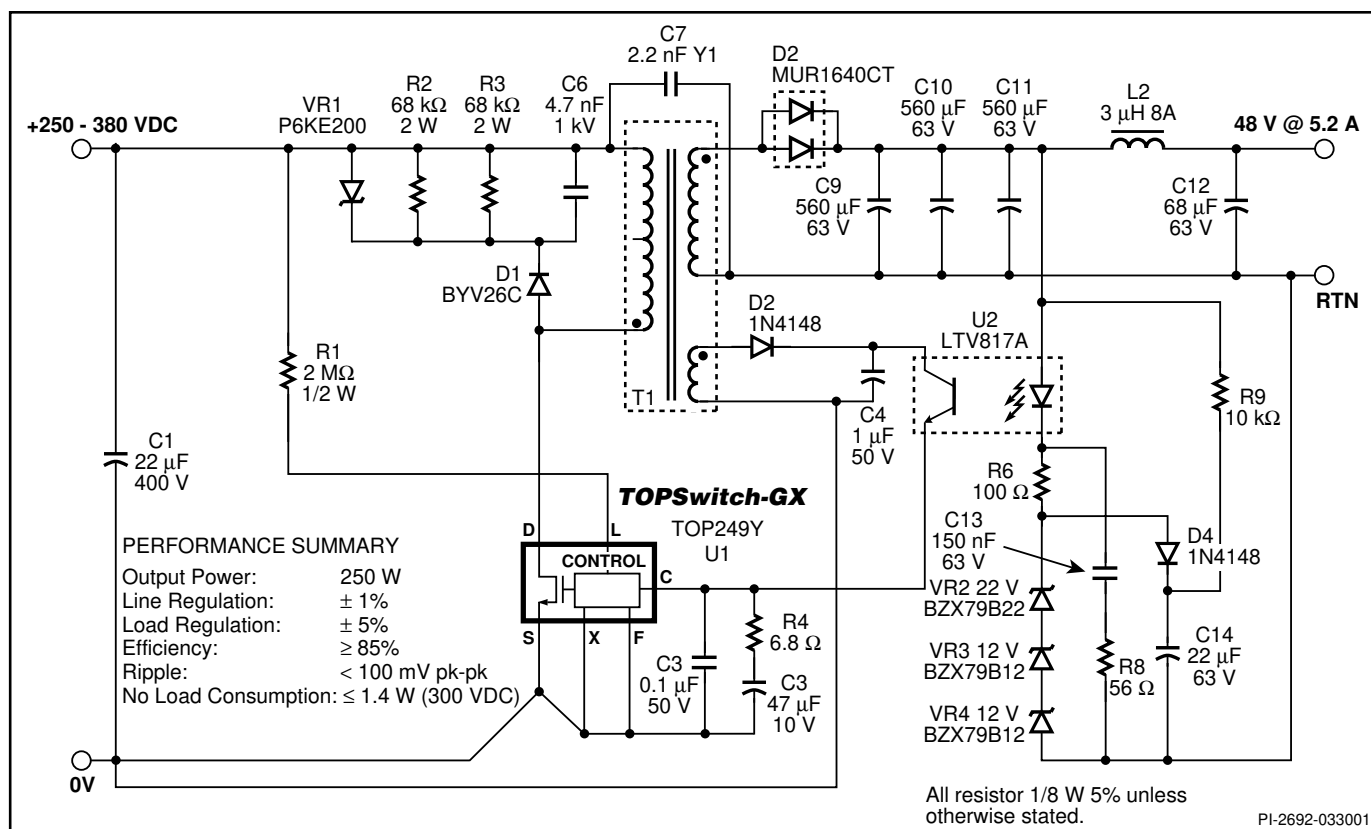 C7
2.2 nF Y1
D2
MUR1640CT
R2
68 kΩ
2 W
R3
68 kΩ
2 W
C6
4.7 nF
1 kV
VR1
P6KE200
C10
560 µF
63 V
C11
560 µF
63 V
L2
3 µH 8A
+250 - 380 VDC
48 V @ 5.2 A
C9
560 µF
63 V
C12
68 µF
63 V
D1
BYV26C
RTN
D2
1N4148
U2
LTV817A
R1
2 MΩ
1/2 W
T1
C4
1 µF
50 V
R9
10 kΩ
C1
22 µF
400 V
R6
100 Ω
TOPSwitch-GX
TOP249Y
U1
C13
150 nF
63 V
D4
1N4148
D
L
CONTROL
C
S
X
F
PERFORMANCE SUMMARY
Output Power: 250 W
Line Regulation: ± 1%
Load Regulation: ± 5%
Efficiency: ≥ 85%
Ripple: < 100 mV pk-pk
No Load Consumption: ≤ 1.4 W (300 VDC)
R4
6.8 Ω
C3
0.1 µF
50 V
C3
47 µF
10 V
VR2 22 V
BZX79B22
VR3 12 V
BZX79B12
VR4 12 V
BZX79B12
R8
56 Ω
C14
22 µF
63 V
0V
All resistor 1/8 W 5% unless
otherwise stated.
PI-2692-033001